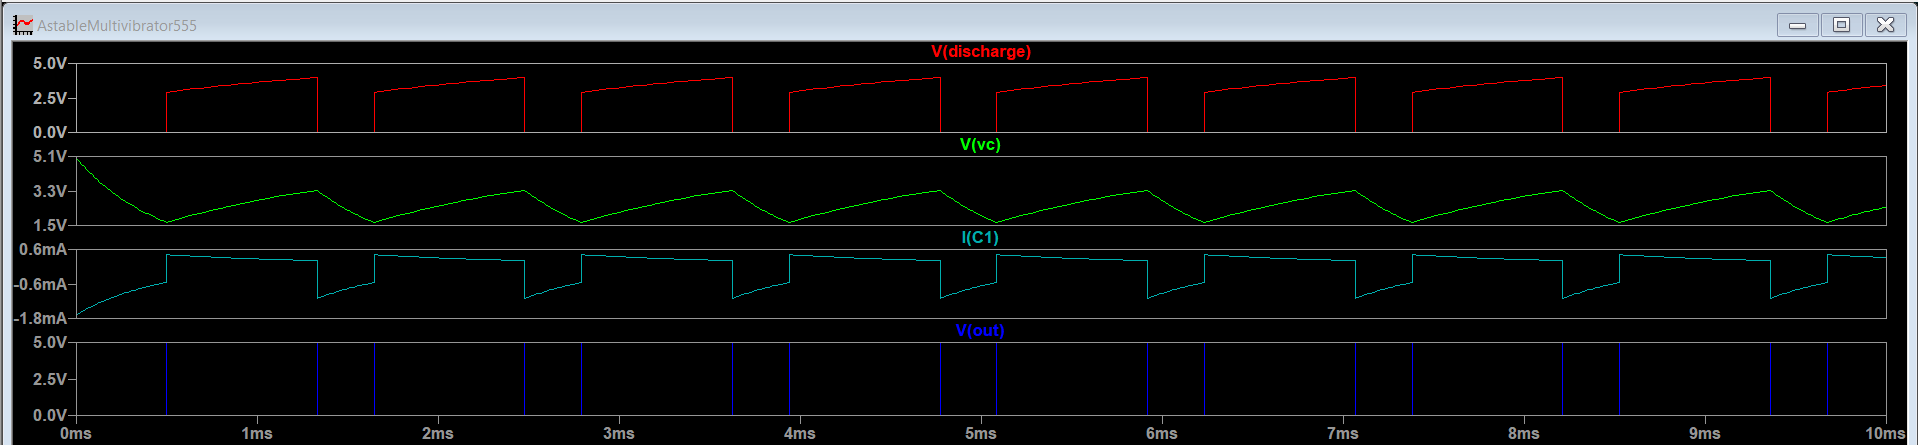 AstableMultivibrator555
V(discharge)
5.0V
2.5V
0.0V
V(vc)
5.1V
3.3V
1.5V
I(C1)
0.6mA
-0.6mA
-1.8mA
V(out)
5.0V
2.5V
0.0V
0ms 1ms 2ms 3ms 4ms 5ms 6ms 7ms 8ms 9ms 10ms